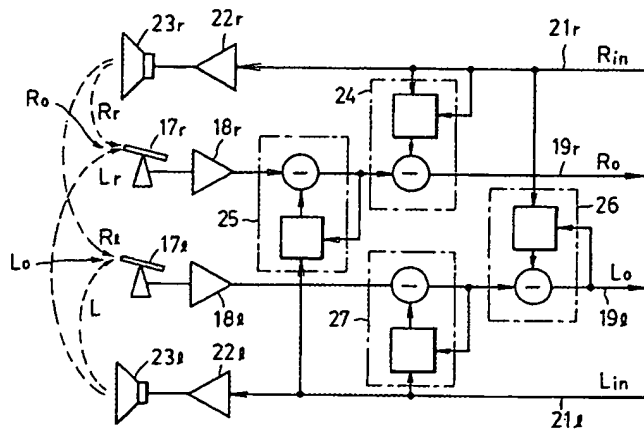 23r
22r
21r
Rin
Ro
Rr
17r
18r
24
19r
Ro
Lr
25
26
Rℓ
17ℓ
Lo
L
18ℓ
27
Lo
19ℓ
23ℓ
22ℓ
Lin
21ℓ